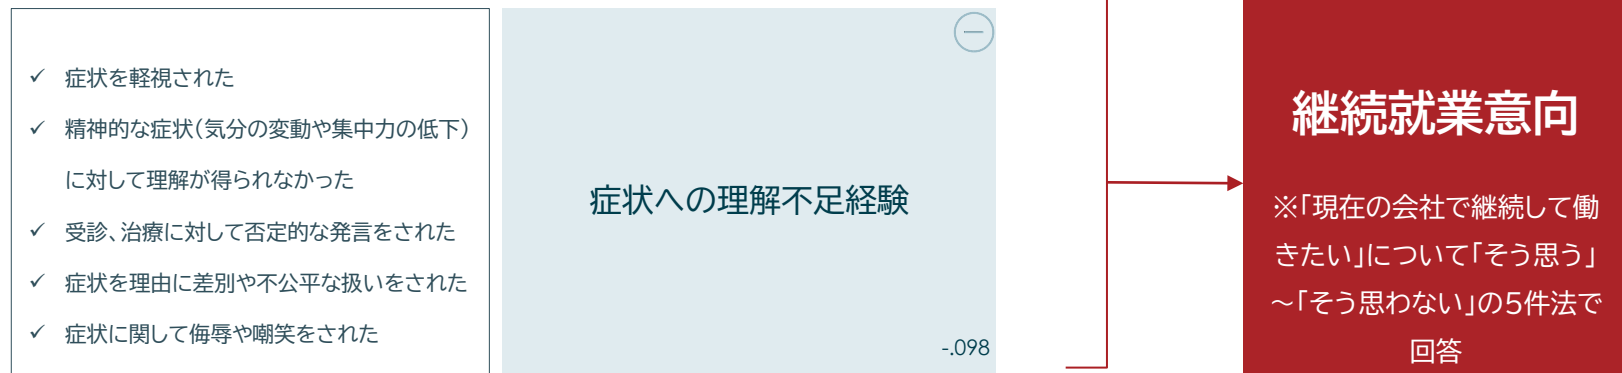 ✓ 症状を軽視された
✓ 精神的な症状(気分の変動や集中力の低下)
に対して理解が得られなかった
✓ 受診、治療に対して否定的な発言をされた
✓ 症状を理由に差別や不公平な扱いをされた
✓ 症状に関して侮辱や嘲笑をされた
症状への理解不足経験
-.098
継続就業意向
※「現在の会社で継続して働
きたい」について「そう思う」
～「そう思わない」の5件法で
回答